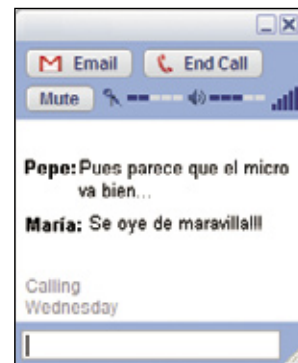 Email End Call
Mute
Pepe: Pues parece que el micro
va bien...
María: Se oye de maravilla!!!
Calling
Wednesday